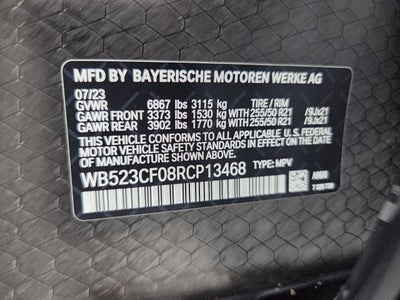 MFD BY BAYERISCHE MOTOREN WERKE AG
07/23
GVWR 6867 lbs 3115 kg TIRE / RIM
GAWR FRONT 3373 lbs 1530 kg WITH 255/50 R21 /9Jx21
GAWR REAR 3902 lbs 1770 kg WITH 255/50 R21 /9Jx21
THIS VEHICLE CONFORMS TO ALL APPLICABLE U.S. FEDERAL
MOTOR VEHICLE SAFETY STANDARDS IN EFFECT ON THE
DATE OF MANUFACTURE SHOWN ABOVE.
WB523CF08RCP13468 TYPE: MPV